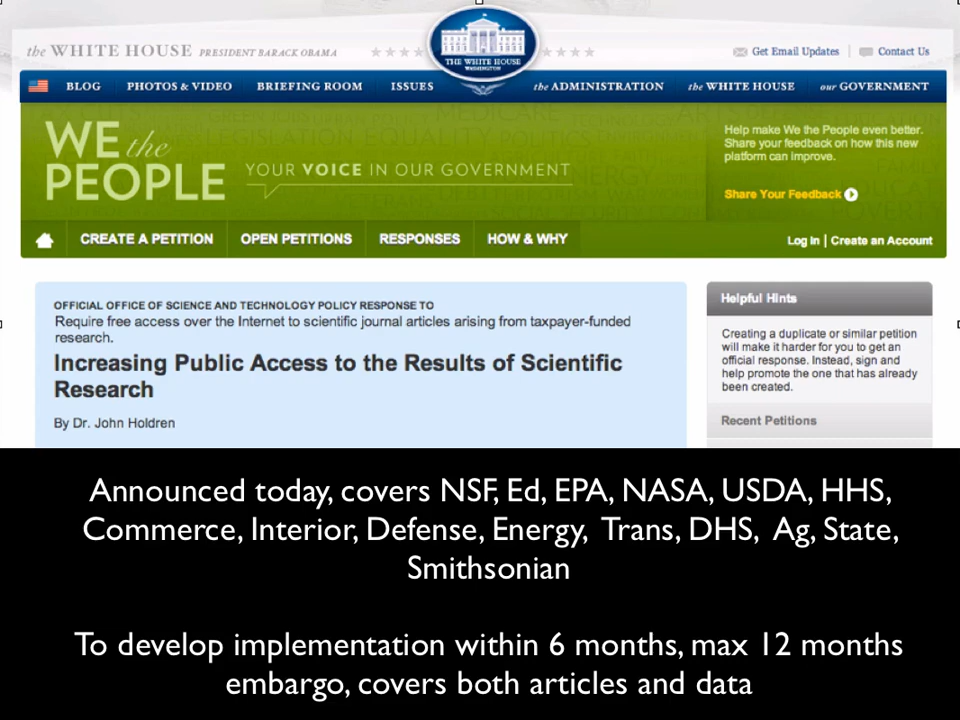 the WHITE HOUSE PRESIDENT BARACK OBAMA
THE WHITE HOUSE
WASHINGTON
Get Email Updates | Contact Us
BLOG PHOTOS & VIDEO BRIEFING ROOM ISSUES the ADMINISTRATION the WHITE HOUSE our GOVERNMENT
WE the
PEOPLE
YOUR VOICE IN OUR GOVERNMENT
Help make We the People even better.
Share your feedback on how this new
platform can improve.
Share Your Feedback
CREATE A PETITION OPEN PETITIONS RESPONSES HOW & WHY
Log In | Create an Account
OFFICIAL OFFICE OF SCIENCE AND TECHNOLOGY POLICY RESPONSE TO
Require free access over the Internet to scientific journal articles arising from taxpayer-funded
research.
Increasing Public Access to the Results of Scientific
Research
By Dr. John Holdren
Helpful Hints
Creating a duplicate or similar petition
will make it harder for you to get an
official response. Instead, sign and
help promote the one that has already
been created.
Recent Petitions
Announced today, covers NSF, Ed, EPA, NASA, USDA, HHS,
Commerce, Interior, Defense, Energy, Trans, DHS, Ag, State,
Smithsonian
To develop implementation within 6 months, max 12 months
embargo, covers both articles and data